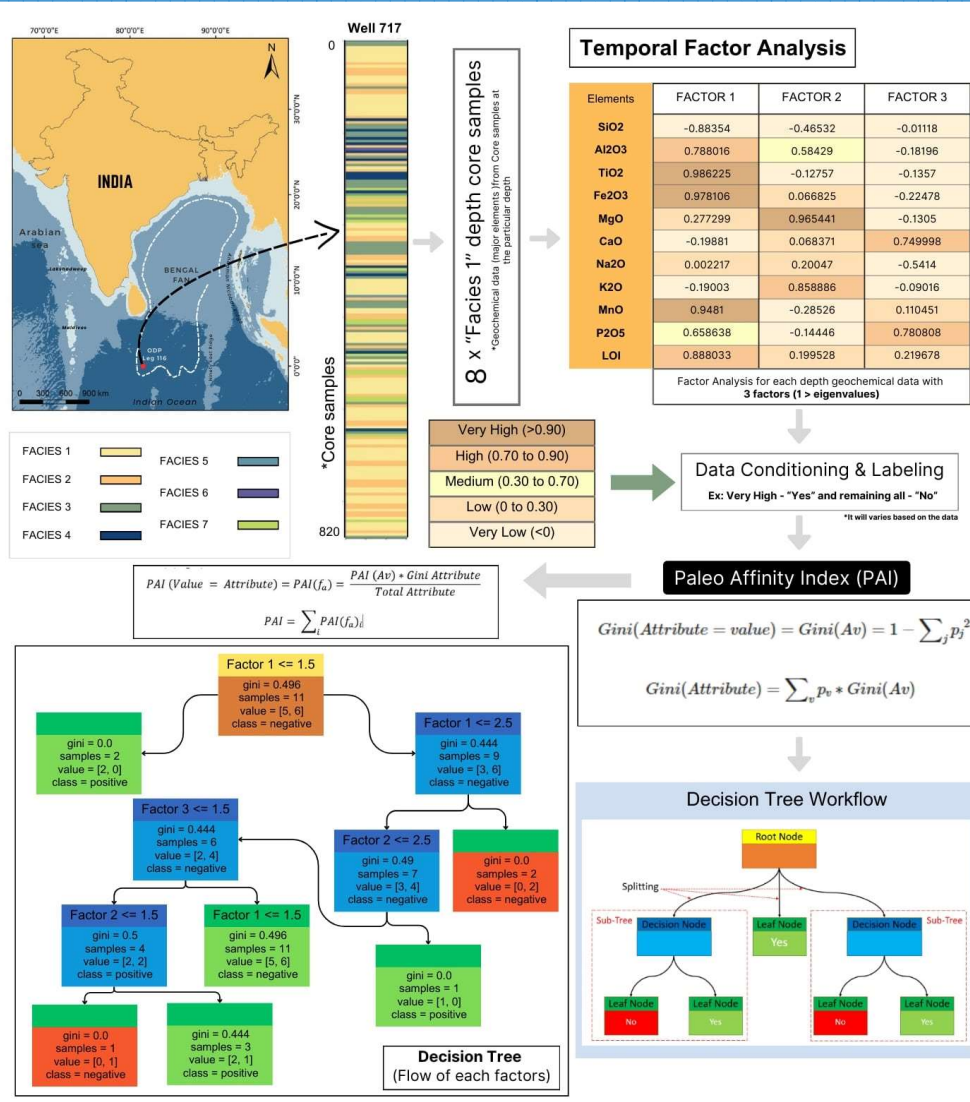 70°0'0"E 80°0'0"E 90°0'0"E
N
30°0'0"N
20°0'0"N
10°0'0"N
0°0'0"
INDIA
Arabian
sea
Lakshadweep
Maldives
BENGAL
FAN
ODP
Leg 116
Indian Ocean
0 300 600 900 km
Well 717
0
820
*Core samples
8 x "Facies 1" depth core samples
*Geochemical data (major elements )from Core samples at
the particular depth
Temporal Factor Analysis
Elements FACTOR 1 FACTOR 2 FACTOR 3
SiO2 -0.88354 -0.46532 -0.01118
Al2O3 0.788016 0.58429 -0.18196
TiO2 0.986225 -0.12757 -0.1357
Fe2O3 0.978106 0.066825 -0.22478
MgO 0.277299 0.965441 -0.1305
CaO -0.19881 0.068371 0.749998
Na2O 0.002217 0.20047 -0.5414
K2O -0.19003 0.858886 -0.09016
MnO 0.9481 -0.28526 0.110451
P2O5 0.658638 -0.14446 0.780808
LOI 0.888033 0.199528 0.219678
Factor Analysis for each depth geochemical data with
3 factors (1 > eigenvalues)
FACIES 1
FACIES 2
FACIES 3
FACIES 4
FACIES 5
FACIES 6
FACIES 7
Very High (>0.90)
High (0.70 to 0.90)
Medium (0.30 to 0.70)
Low (0 to 0.30)
Very Low (<0)
Data Conditioning & Labeling
Ex: Very High - "Yes" and remaining all - "No"
*It will varies based on the data
Paleo Affinity Index (PAI)
PAI (Value = Attribute) = PAI(fₐ) = PAI (Av) * Gini Attribute / Total Attribute
PAI = ∑ᵢ PAI(fₐ)ᵢ
Gini(Attribute = value) = Gini(Av) = 1 − ∑ⱼ pⱼ²
Gini(Attribute) = ∑ᵥ pᵥ * Gini(Av)
Factor 1 <= 1.5
gini = 0.496
samples = 11
value = [5, 6]
class = negative
gini = 0.0
samples = 2
value = [2, 0]
class = positive
Factor 1 <= 2.5
gini = 0.444
samples = 9
value = [3, 6]
class = negative
Factor 3 <= 1.5
gini = 0.444
samples = 6
value = [2, 4]
class = negative
Factor 2 <= 2.5
gini = 0.49
samples = 7
value = [3, 4]
class = negative
gini = 0.0
samples = 2
value = [0, 2]
class = negative
Factor 2 <= 1.5
gini = 0.5
samples = 4
value = [2, 2]
class = positive
Factor 1 <= 1.5
gini = 0.496
samples = 11
value = [5, 6]
class = negative
gini = 0.0
samples = 1
value = [1, 0]
class = positive
gini = 0.0
samples = 1
value = [0, 1]
class = negative
gini = 0.444
samples = 3
value = [2, 1]
class = positive
Decision Tree
(Flow of each factors)
Decision Tree Workflow
Root Node
Splitting
Sub-Tree
Decision Node
Leaf Node
Yes
Decision Node
Sub-Tree
Leaf Node
No
Leaf Node
Yes
Leaf Node
No
Leaf Node
Yes